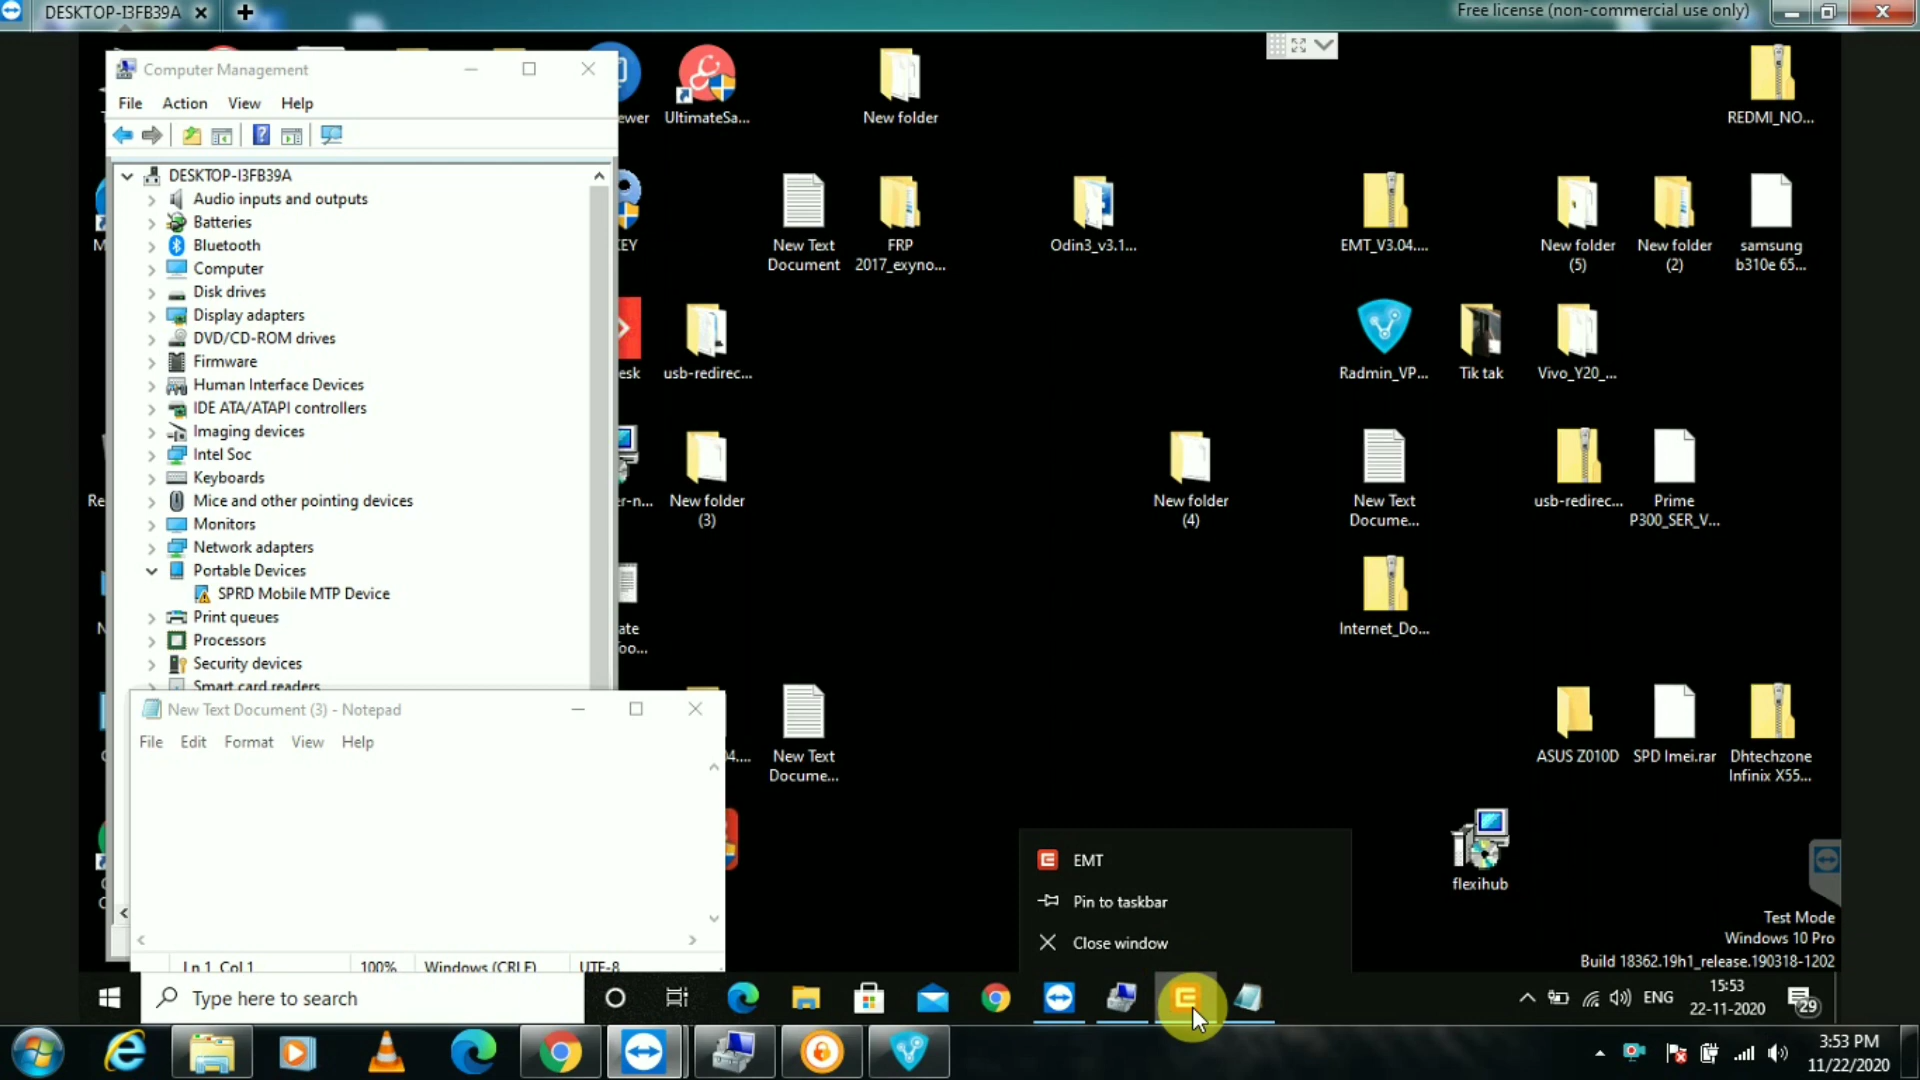 DESKTOP-I3FB39A
Free license (non-commercial use only)
Computer Management
File Action View Help
DESKTOP-I3FB39A
Audio inputs and outputs
Batteries
Bluetooth
Computer
Disk drives
Display adapters
DVD/CD-ROM drives
Firmware
Human Interface Devices
IDE ATA/ATAPI controllers
Imaging devices
Intel Soc
Keyboards
Mice and other pointing devices
Monitors
Network adapters
Portable Devices
SPRD Mobile MTP Device
Print queues
Processors
Security devices
Smart card readers
New Text Document (3) - Notepad
File Edit Format View Help
Ln 1, Col 1 100% Windows (CRLF) UTF-8
ewer
UltimateSa...
New folder
REDMI_NO...
KEY
New Text
Document
FRP
2017_exyno...
Odin3_v3.1...
EMT_V3.04....
New folder
(5)
New folder
(2)
samsung
b310e 65...
esk
usb-redirec...
Radmin_VP...
Tik tak
Vivo_Y20_...
Re
er-n...
New folder
(3)
New folder
(4)
New Text
Docume...
usb-redirec...
Prime
P300_SER_V...
ate
oo...
Internet_Do...
04....
New Text
Docume...
ASUS Z010D
SPD Imei.rar
Dhtechzone
Infinix X55...
flexihub
EMT
Pin to taskbar
Close window
Test Mode
Windows 10 Pro
Build 18362.19h1_release.190318-1202
Type here to search
ENG
15:53
22-11-2020
29
3:53 PM
11/22/2020